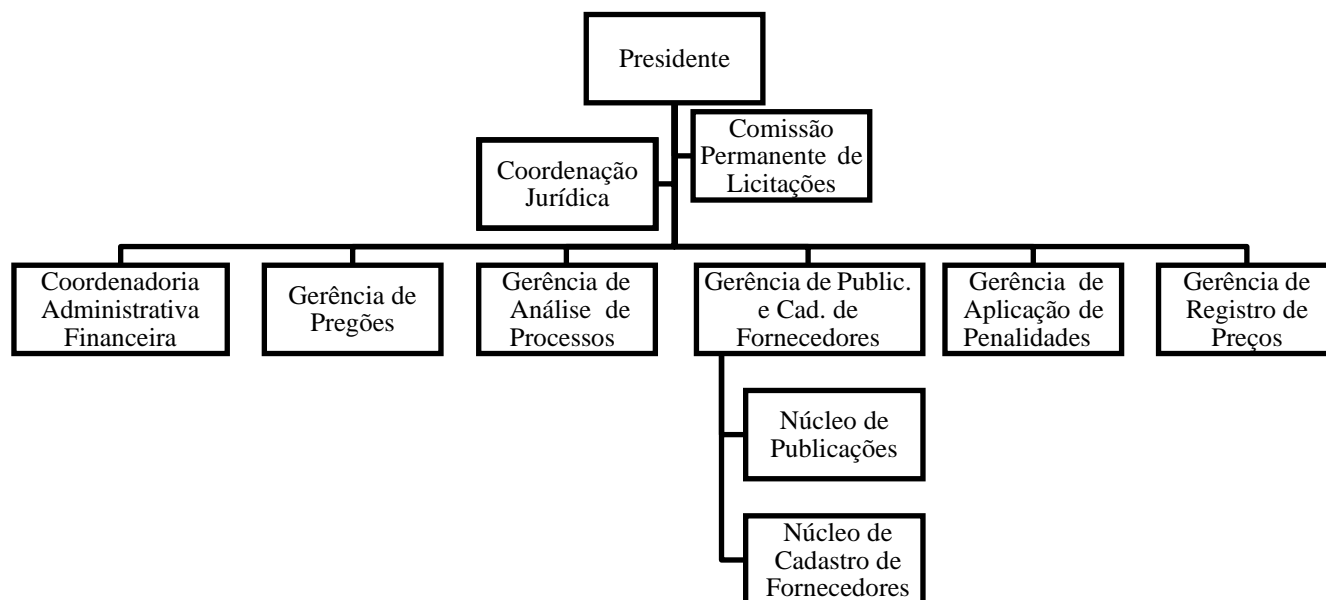 Presidente
Comissão
Permanente de
Licitações
Coordenação
Jurídica
Coordenadoria
Administrativa
Financeira
Gerência de
Pregões
Gerência de
Análise de
Processos
Gerência de Public.
e Cad. de
Fornecedores
Gerência de
Aplicação de
Penalidades
Gerência de
Registro de
Preços
Núcleo de
Publicações
Núcleo de
Cadastro de
Fornecedores